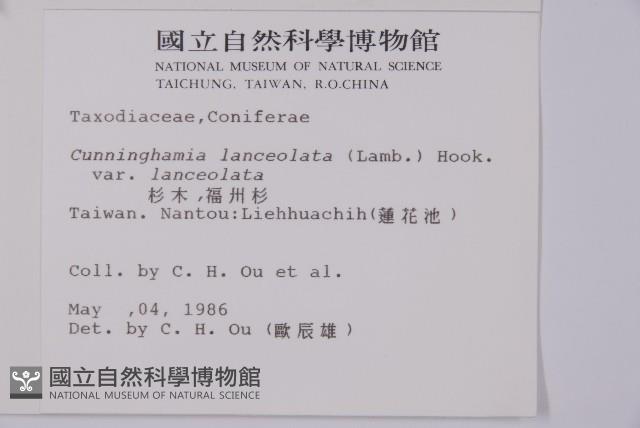 國立自然科學博物館
NATIONAL MUSEUM OF NATURAL SCIENCE
TAICHUNG, TAIWAN, R.O.CHINA
Taxodiaceae,Coniferae
Cunninghamia lanceolata (Lamb.) Hook.
var. lanceolata
杉木,福州杉
Taiwan. Nantou:Liehhuachih(蓮花池)
Coll. by C. H. Ou et al.
May ,04, 1986
Det. by C. H. Ou (歐辰雄)
國立自然科學博物館
NATIONAL MUSEUM OF NATURAL SCIENCE